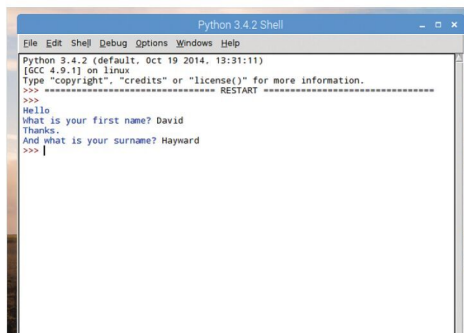 Python 3.4.2 Shell
File Edit Shell Debug Options Windows Help
Python 3.4.2 (default, Oct 19 2014, 13:31:11)
[GCC 4.9.1] on linux
Type "copyright", "credits" or "license()" for more information.
>>> ================================ RESTART ================================
>>>
Hello
What is your first name? David
Thanks.
And what is your surname? Hayward
>>>